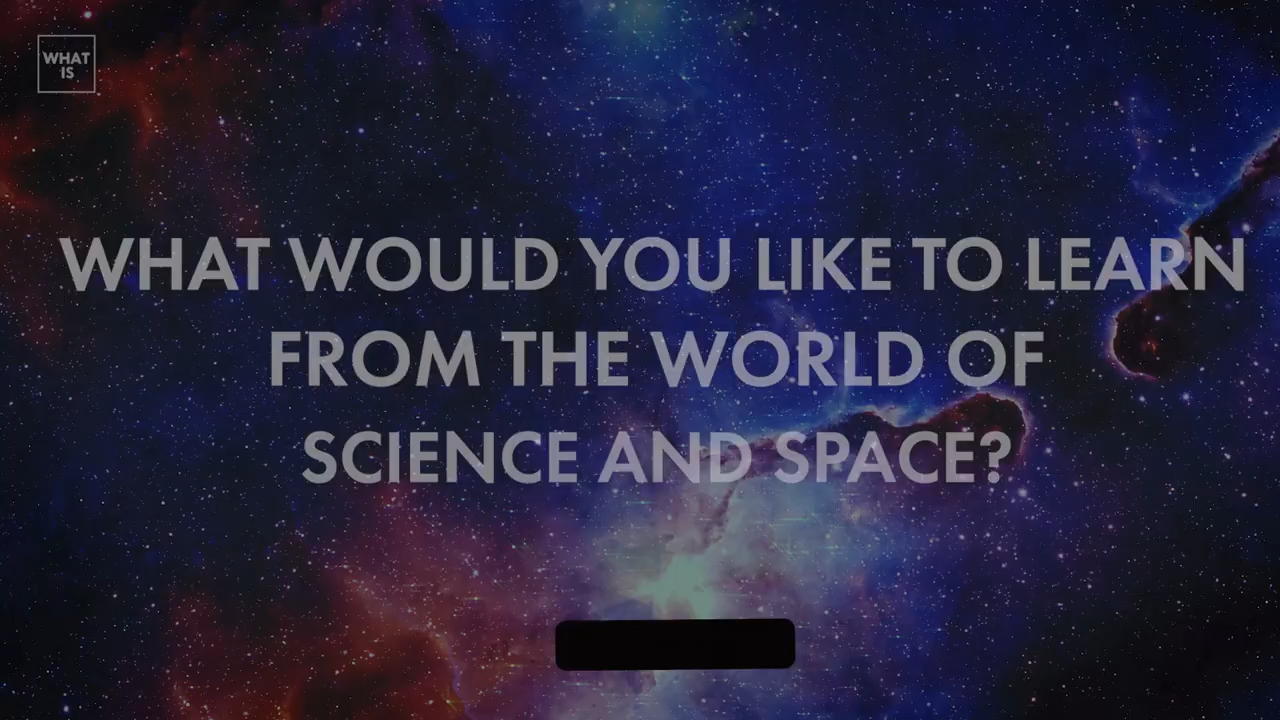 WHAT
IS
WHAT WOULD YOU LIKE TO LEARN
FROM THE WORLD OF
SCIENCE AND SPACE?